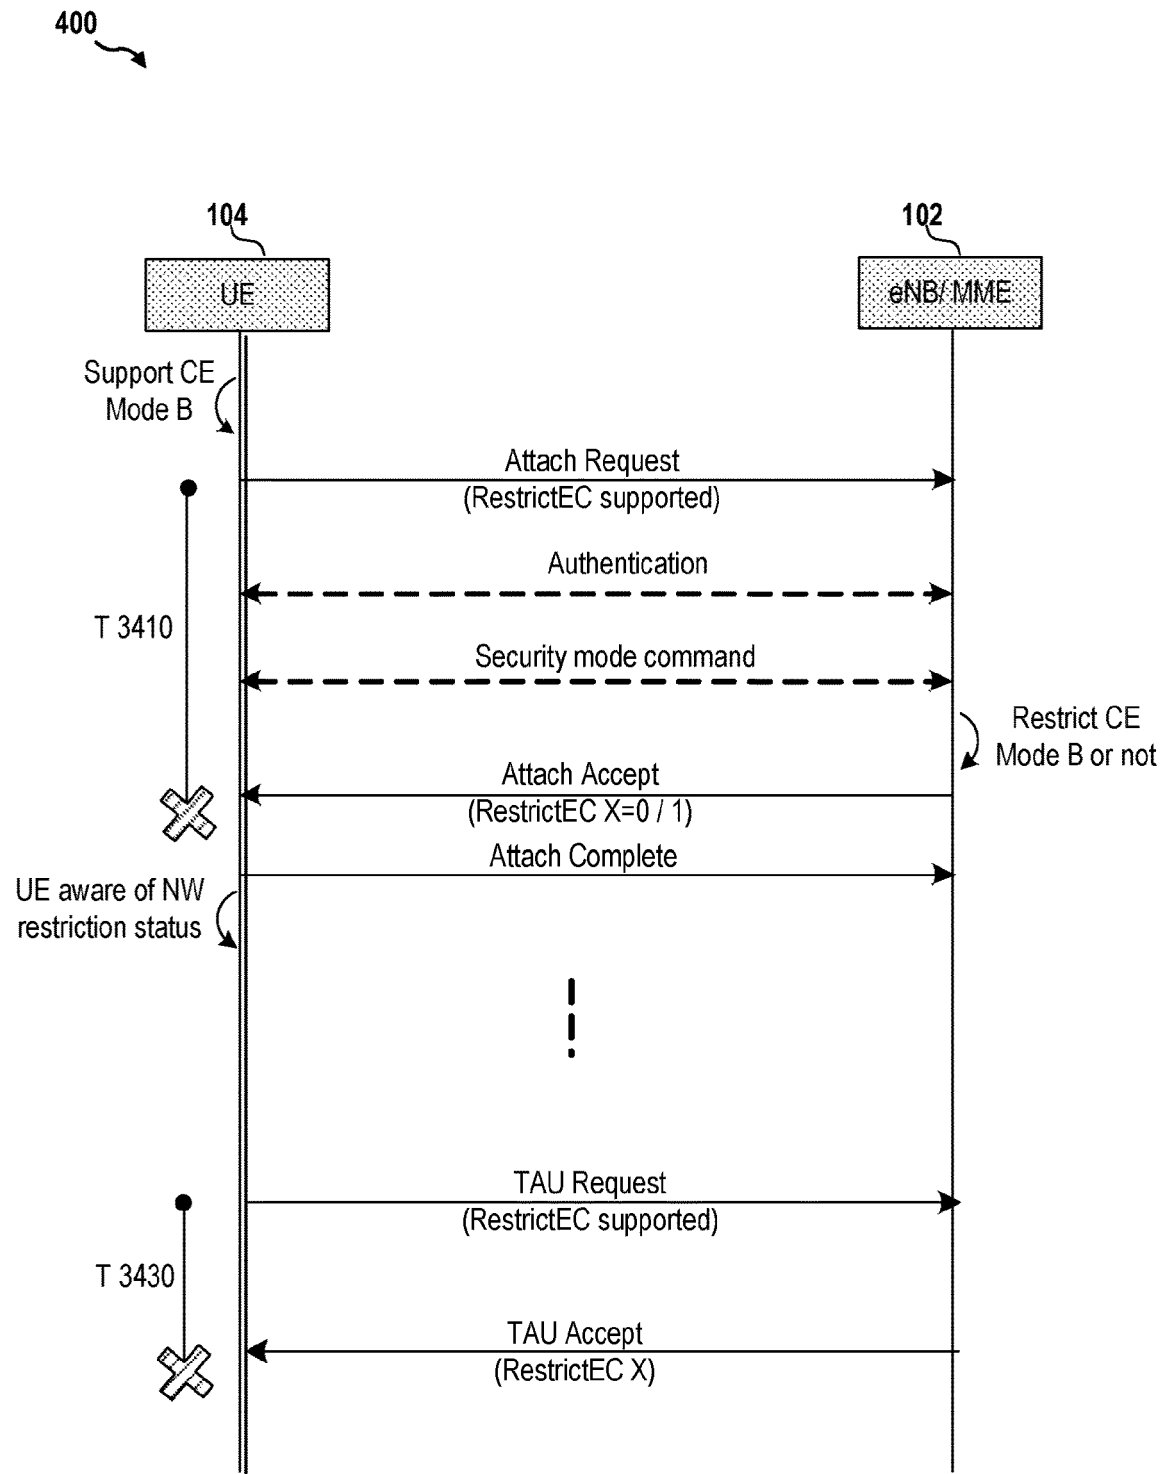 400
104
102
UE
eNB/ MME
Support CE
Mode B
Attach Request
(RestrictEC supported)
Authentication
T 3410
Security mode command
Restrict CE
Mode B or not
Attach Accept
(RestrictEC X=0 / 1)
Attach Complete
UE aware of NW
restriction status
TAU Request
(RestrictEC supported)
T 3430
TAU Accept
(RestrictEC X)